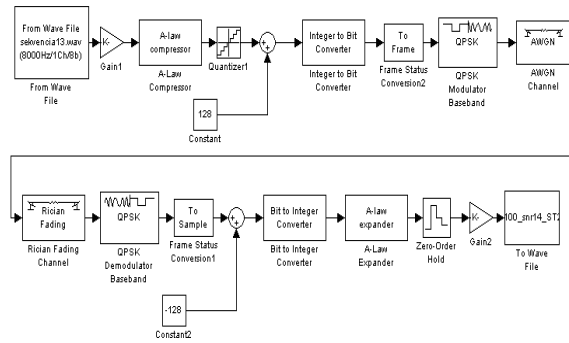 From Wave File
sekvencia13.wav
(8000Hz/1Ch/8b)
From Wave
File
K-
Gain1
A-law
compressor
A-Law
Compressor
Quantizer1
128
Constant
Integer to Bit
Converter
Integer to Bit
Converter
To
Frame
Frame Status
Conversion2
QPSK
QPSK
Modulator
Baseband
AWGN
AWGN
Channel
Rician
Fading
Rician Fading
Channel
QPSK
QPSK
Demodulator
Baseband
To
Sample
Frame Status
Conversion1
-128
Constant2
Bit to Integer
Converter
Bit to Integer
Converter
A-law
expander
A-Law
Expander
Zero-Order
Hold
K-
Gain2
100_snr14_ST2
To Wave
File